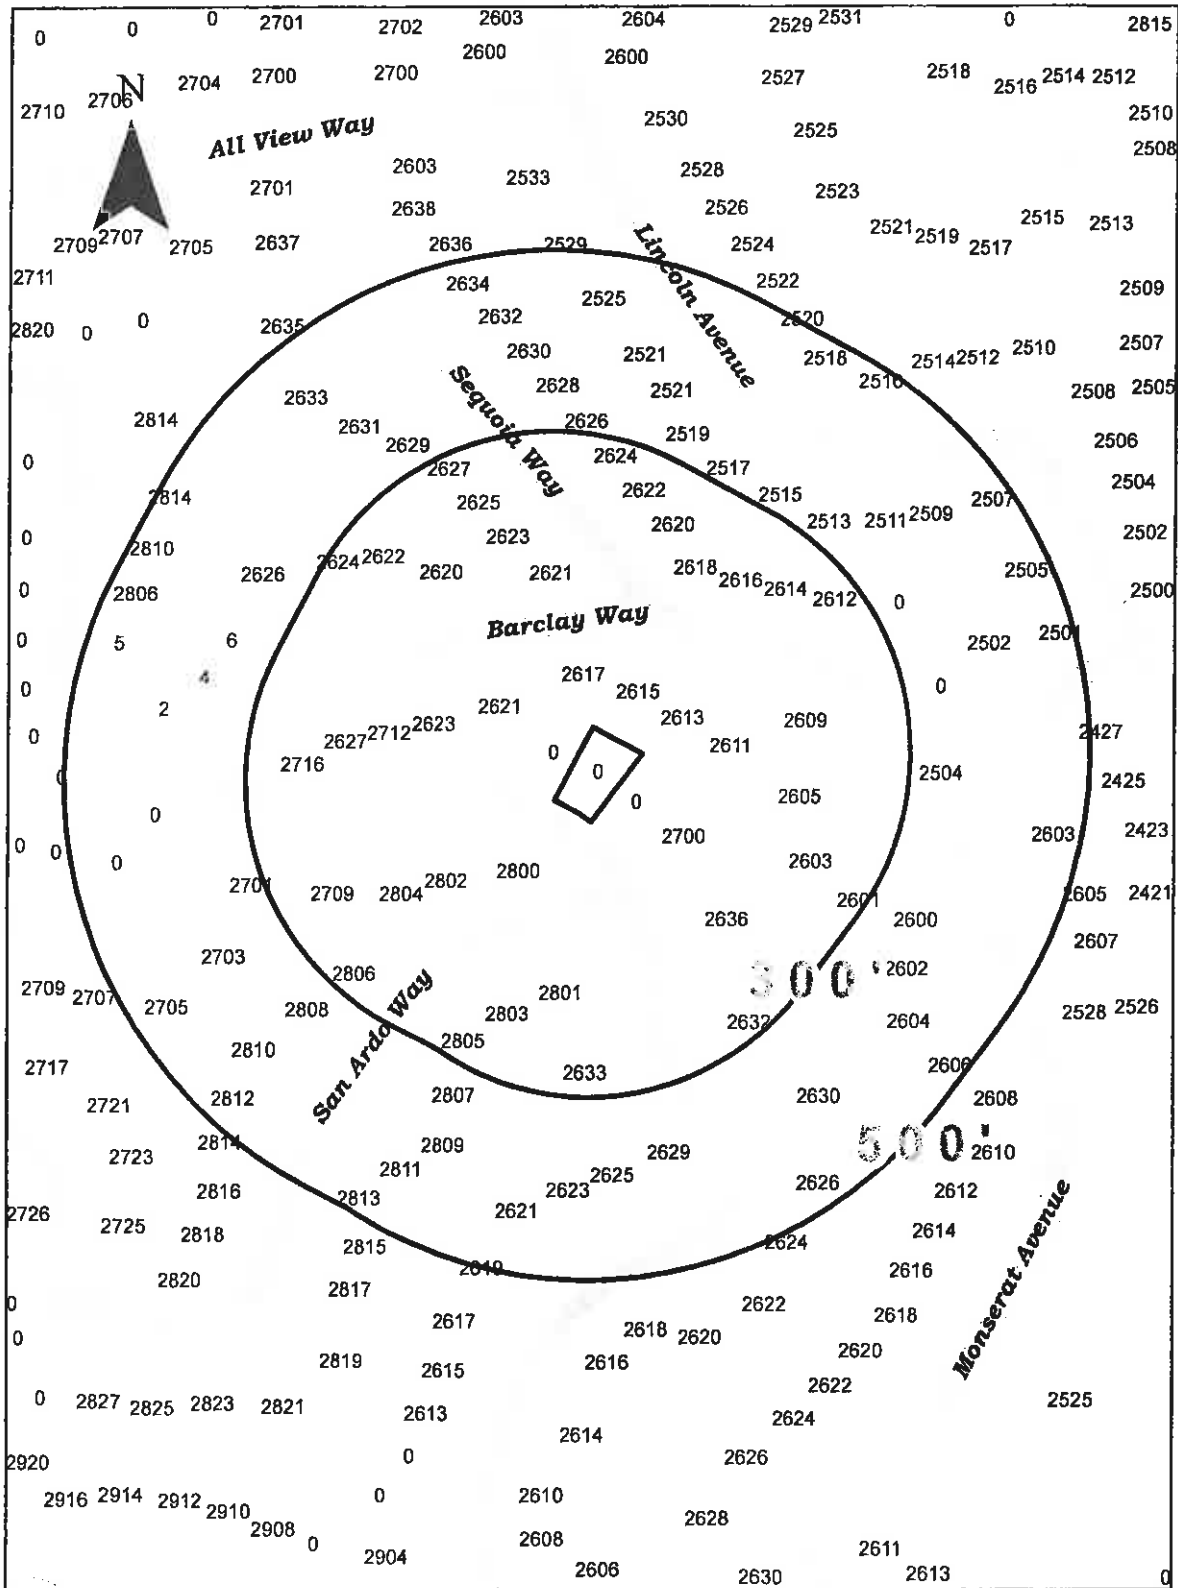 0 0 0 2701 2702 2603 2604 2529 2531 0 2815
2600 2600
2710 2706 N 2704 2700 2700 2527 2518 2516 2514 2512
2510
All View Way 2530 2525 2508
2603 2533 2528
2701 2638 2526 2523
2709 2707 2705 2637 2636 2529 Lincoln Avenue 2524 2521 2519 2517 2515 2513
2711 2634 2525 2522 2509
2820 0 0 2635 2632 2520
2630 2521 2518 2514 2512 2510 2507
2633 Sequoia Way 2628 2521 2516 2508 2505
2814 2631 2629 2626 2519 2506
0 2627 2624 2517 2504
2814 2625 2622 2515 2507
0 2810 2623 2620 2513 2511 2509 2502
2626 2624 2622 2620 2621 2618 2616 2614 2612 2505
0 2806 0 2500
0 5 6 Barclay Way 2502 2501
0 4 2617 2615 0
2 2621 2613 2609
0 2716 2627 2712 2623 0 2611 2427
0 0 2504 2425
0 0 2605
0 0 0 2700 2603 2423
2701 2709 2804 2802 2800 2603 2605 2421
2636 2601 2600 2607
2703 2806 300' 2602
2709 2707 2705 2808 San Ardo Way 2803 2801 2632 2604 2528 2526
2810 2805
2717 2633 2606
2721 2812 2807 2630 2608
2723 2814 2809 2629 500' 2610
2816 2813 2811 2623 2625 2626 2612
2726 2725 2818 2621 2614
2815 2624
2820 2817 2619 2616
0 2622 2618 Monserat Avenue
0 2617 2618 2620
2819 2615 2616 2620
0 2827 2825 2823 2821 2613 2622 2525
2614 2624
2920 0 2626
2916 2914 2912 2910 0 2610
2908 2628
0 2904 2608 2611
2606 2630 2613 0